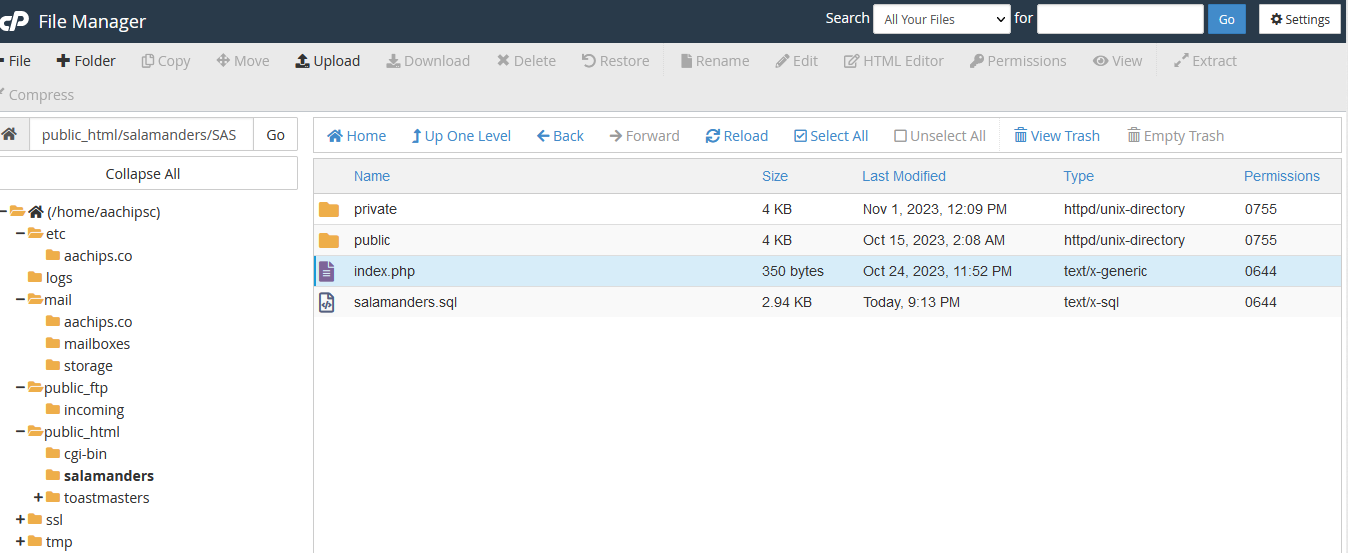 cP File Manager Search All Your Files for Go Settings
File Folder Copy Move Upload Download Delete Restore Rename Edit HTML Editor Permissions View Extract
Compress
public_html/salamanders/SAS Go Home Up One Level Back Forward Reload Select All Unselect All View Trash Empty Trash
Collapse All
Name Size Last Modified Type Permissions
private 4 KB Nov 1, 2023, 12:09 PM httpd/unix-directory 0755
public 4 KB Oct 15, 2023, 2:08 AM httpd/unix-directory 0755
index.php 350 bytes Oct 24, 2023, 11:52 PM text/x-generic 0644
salamanders.sql 2.94 KB Today, 9:13 PM text/x-sql 0644
(/home/aachipsc)
etc
aachips.co
logs
mail
aachips.co
mailboxes
storage
public_ftp
incoming
public_html
cgi-bin
salamanders
toastmasters
ssl
tmp